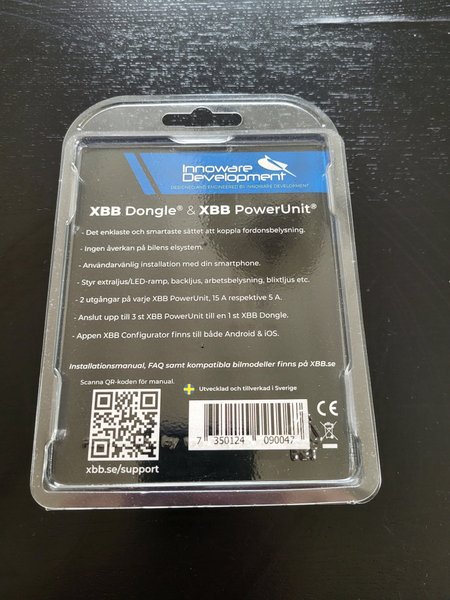 Innoware
Development
DESIGNED AND ENGINEERED BY INNOWARE DEVELOPMENT
XBB Dongle® & XBB PowerUnit®
- Det enklaste och smartaste sättet att koppla fordonsbelysning.
- Ingen åverkan på bilens elsystem.
- Användarvänlig installation med din smartphone.
- Styr extraljus/LED-ramp, backljus, arbetsbelysning, blixtljus etc.
- 2 utgångar på varje XBB PowerUnit, 15 A respektive 5 A.
- Anslut upp till 3 st XBB PowerUnit till en 1 st XBB Dongle.
- Appen XBB Configurator finns till både Android & iOS.
Installationsmanual, FAQ samt kompatibla bilmodeller finns på XBB.se
Scanna QR-koden för manual.
Utvecklad och tillverkad i Sverige
7 350124 090047
CE
xbb.se/support